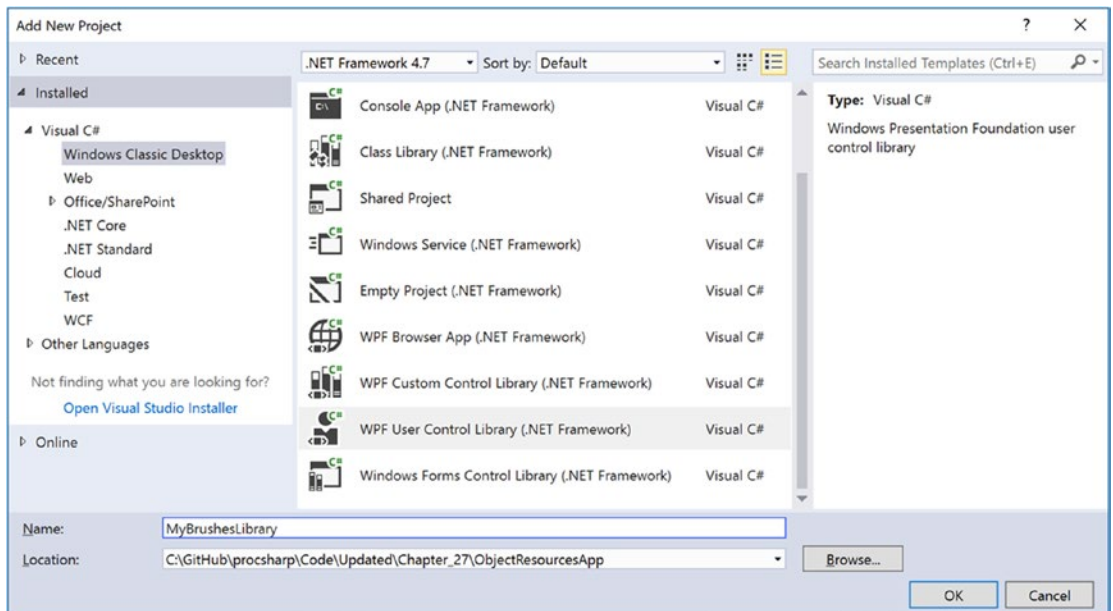 Add New Project
?
Recent
.NET Framework 4.7
Sort by: Default
Search Installed Templates (Ctrl+E)
Installed
Visual C#
Windows Classic Desktop
Web
Office/SharePoint
.NET Core
.NET Standard
Cloud
Test
WCF
Other Languages
Not finding what you are looking for?
Open Visual Studio Installer
Online
C# Console App (.NET Framework) Visual C#
C# Class Library (.NET Framework) Visual C#
C# Shared Project Visual C#
C# Windows Service (.NET Framework) Visual C#
C# Empty Project (.NET Framework) Visual C#
C# WPF Browser App (.NET Framework) Visual C#
C# WPF Custom Control Library (.NET Framework) Visual C#
C# WPF User Control Library (.NET Framework) Visual C#
C# Windows Forms Control Library (.NET Framework) Visual C#
Type: Visual C#
Windows Presentation Foundation user
control library
Name: MyBrushesLibrary
Location: C:\GitHub\procsharp\Code\Updated\Chapter_27\ObjectResourcesApp
Browse...
OK Cancel